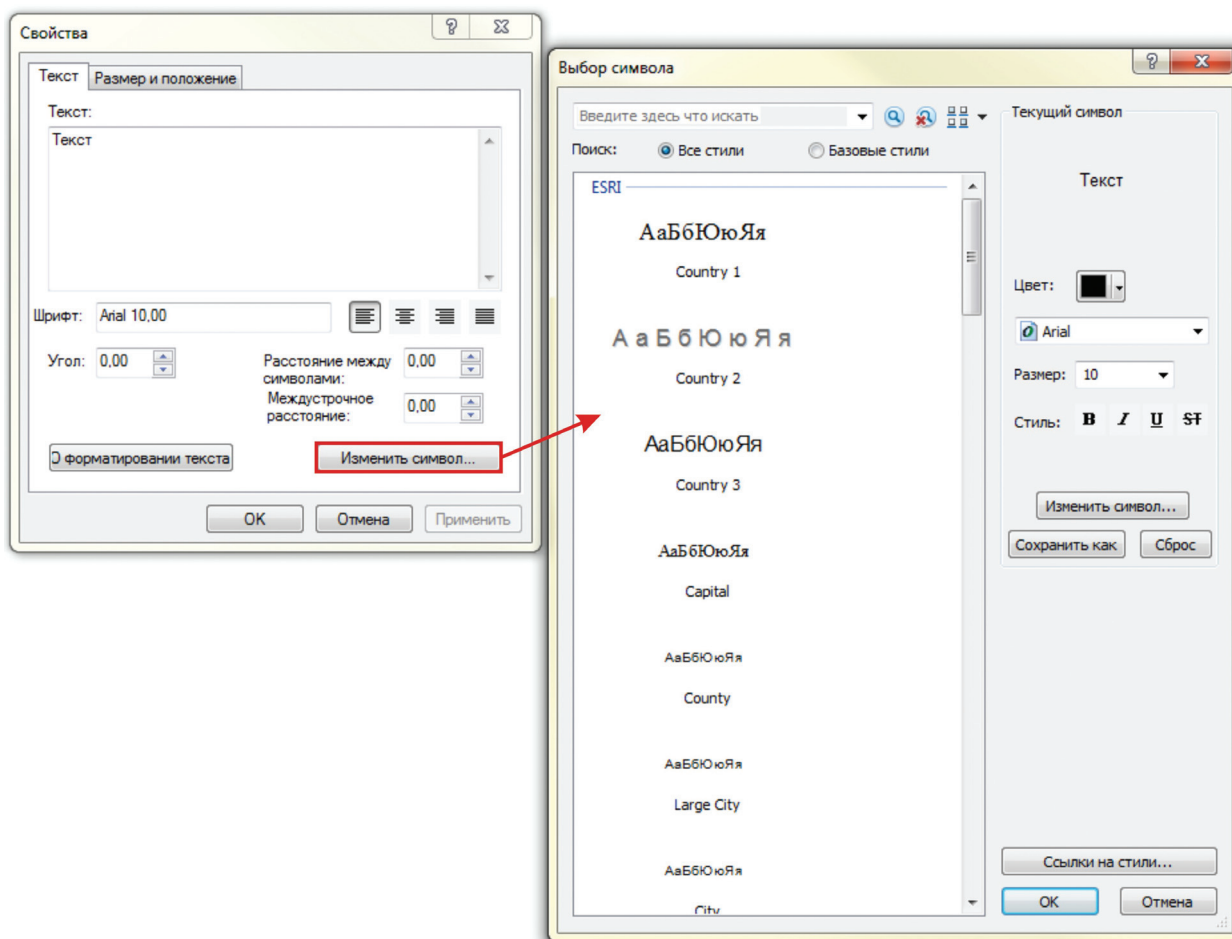 Свойства
Текст Размер и положение
Текст:
Текст
Шрифт: Arial 10,00
Угол: 0,00
Расстояние между символами: 0,00
Междустрочное расстояние: 0,00
О форматировании текста
Изменить символ...
ОК Отмена Применить
Выбор символа
Введите здесь что искать
Поиск: Все стили Базовые стили
ESRI
АаБбЮюЯя
Country 1
АаБбЮюЯя
Country 2
АаБбЮюЯя
Country 3
АаБбЮюЯя
Capital
АаБбЮюЯя
County
АаБбЮюЯя
Large City
АаБбЮюЯя
City
Текущий символ
Текст
Цвет:
Arial
Размер: 10
Стиль: B I U ST
Изменить символ...
Сохранить как Сброс
Ссылки на стили...
ОК Отмена